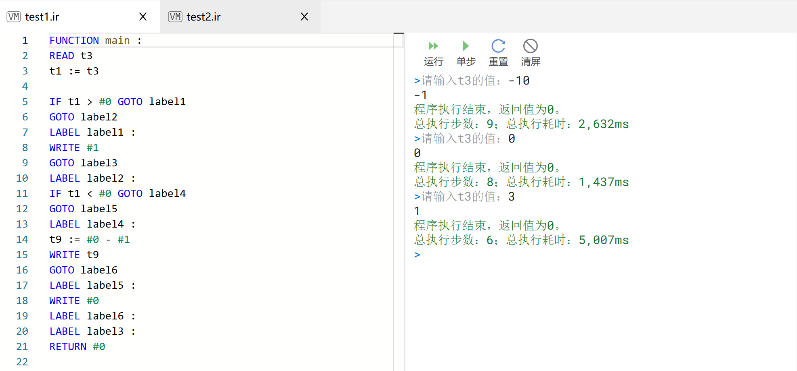 VM test1.ir X VM test2.ir X
1 FUNCTION main :
2 READ t3
3 t1 := t3
4
5 IF t1 > #0 GOTO label1
6 GOTO label2
7 LABEL label1 :
8 WRITE #1
9 GOTO label3
10 LABEL label2 :
11 IF t1 < #0 GOTO label4
12 GOTO label5
13 LABEL label4 :
14 t9 := #0 - #1
15 WRITE t9
16 GOTO label6
17 LABEL label5 :
18 WRITE #0
19 LABEL label6 :
20 LABEL label3 :
21 RETURN #0
22
运行 单步 重置 清屏
>请输入t3的值：-10
-1
程序执行结束，返回值为0。
总执行步数：9；总执行耗时：2,632ms
>请输入t3的值：0
0
程序执行结束，返回值为0。
总执行步数：8；总执行耗时：1,437ms
>请输入t3的值：3
1
程序执行结束，返回值为0。
总执行步数：6；总执行耗时：5,007ms
>